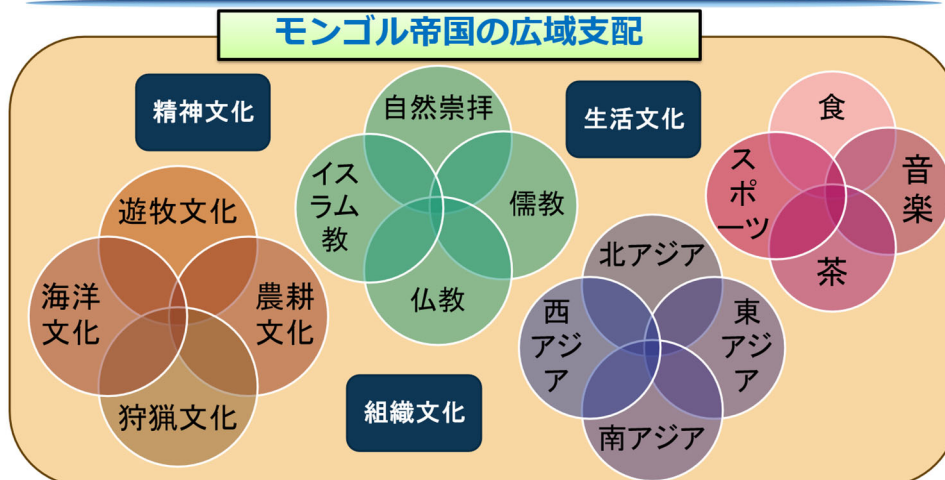 モンゴル帝国の広域支配
精神文化
遊牧文化
海洋
文化
農耕
文化
狩猟文化
自然崇拝
イス
ラム
教
儒教
仏教
組織文化
生活文化
食
スポーツ
音楽
茶
北アジア
西
アジ
ア
東
アジ
ア
南アジア